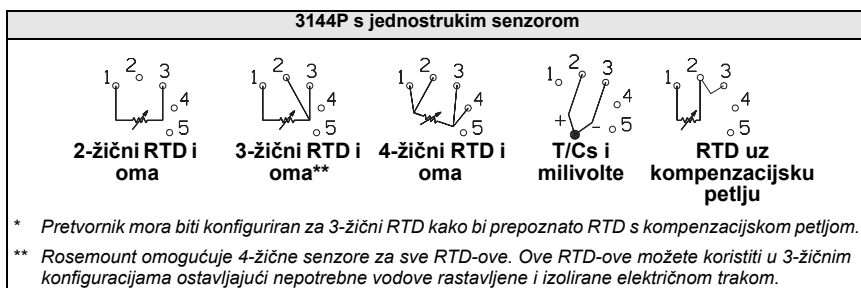 3144P s jednostrukim senzorom
1 2 3 4 5
1 2 3 4 5
1 2 3 4 5
1 2 3 4 5 + -
1 2 3 4 5
2-žični RTD i oma
3-žični RTD i oma**
4-žični RTD i oma
T/Cs i milivolte
RTD uz kompenzacijsku petlju
* Pretvornik mora biti konfiguriran za 3-žični RTD kako bi prepoznato RTD s kompenzacijskom petljom.
** Rosemount omogućuje 4-žične senzore za sve RTD-ove. Ove RTD-ove možete koristiti u 3-žičnim
konfiguracijama ostavljajući nepotrebne vodove rastavljene i izolirane električnom trakom.